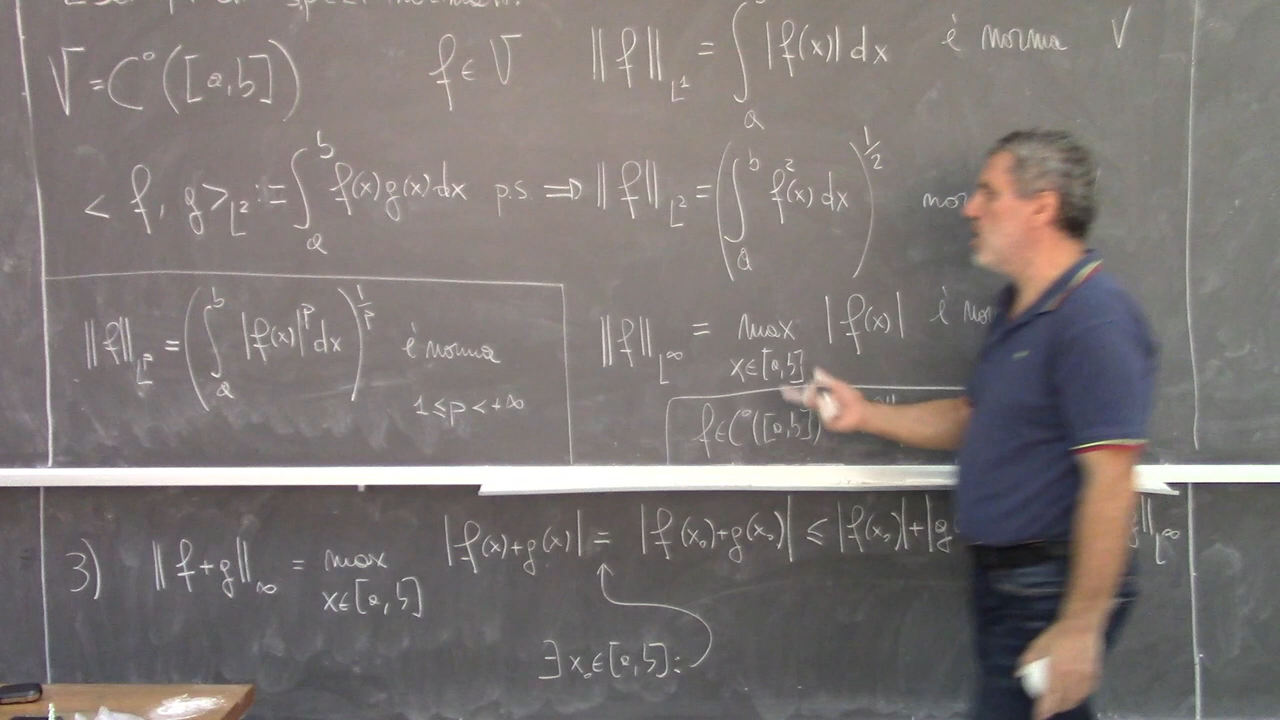 V = C⁰([a,b]) f ∈ V ‖f‖_{L¹} = ∫_a^b |f(x)| dx è norma V
< f, g >_{L²} := ∫_a^b f(x)g(x) dx p.s. ⟹ ‖f‖_{L²} = (∫_a^b f²(x) dx)^{1/2}
‖f‖_{L^p} = (∫_a^b |f(x)|^p dx)^{1/p} è norma
1 ≤ p < +∞
‖f‖_{L^∞} = max_{x∈[a,b]} |f(x)| è
f ∈ C⁰([a,b])
3) ‖f+g‖_∞ = max_{x∈[a,b]} |f(x)+g(x)| = |f(x₀)+g(x₀)| ≤ |f(x₀)|+|g
‖_{L^∞}
∃ x₀ ∈ [a,b] :